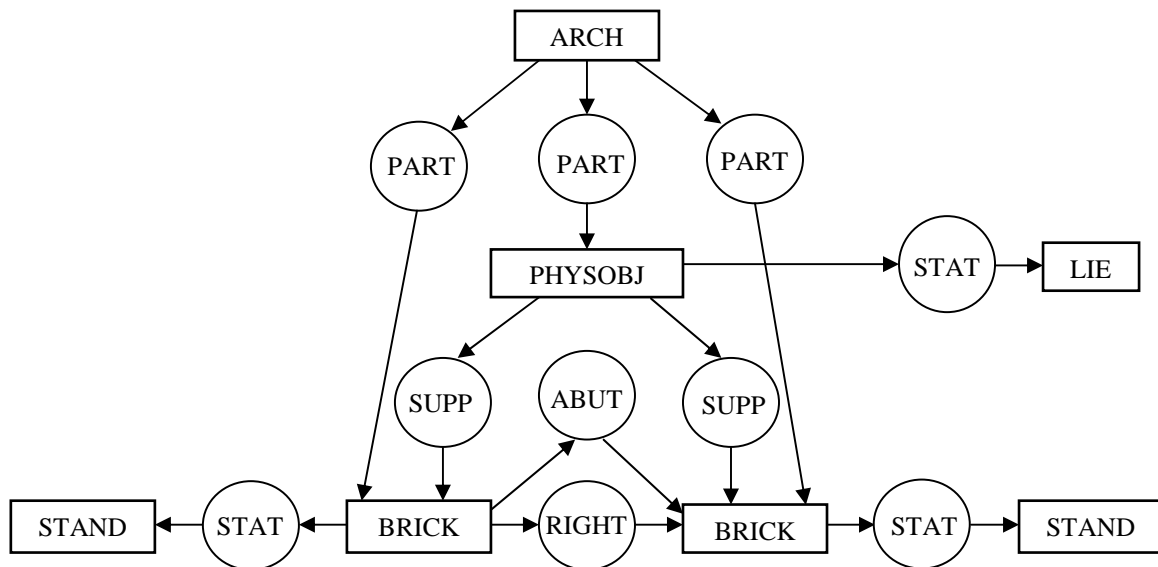 ARCH
PART PART PART
PHYSOBJ STAT LIE
SUPP ABUT SUPP
STAND STAT BRICK RIGHT BRICK STAT STAND